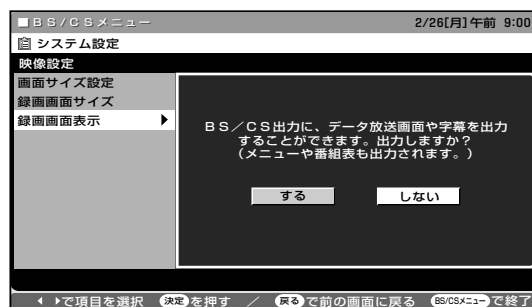 ■BS/CSメニュー 2/26[月]午前 9:00
システム設定
映像設定
画面サイズ設定
録画画面サイズ
録画画面表示
BS／CS出力に、データ放送画面や字幕を出力
することができます。出力しますか？
（メニューや番組表も出力されます。）
する しない
で項目を選択 決定を押す ／ 戻るで前の画面に戻る BS/CSメニューで終了